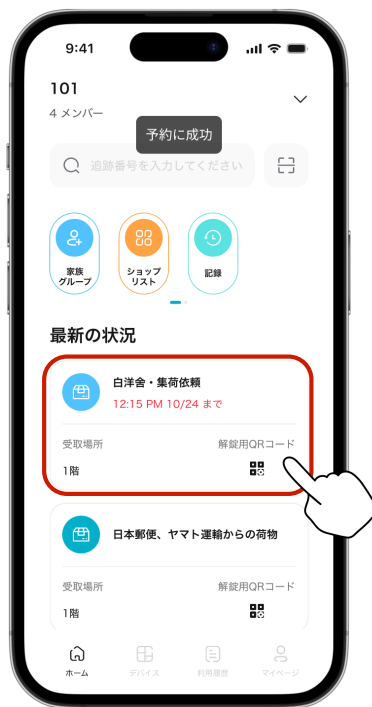 9:41
101
4 メンバー
予約に成功
追跡番号を入力してください
家族
グループ
ショップ
リスト
記録
最新の状況
白洋舎・集荷依頼
12:15 PM 10/24 まで
受取場所
解錠用QRコード
1階
日本郵便、ヤマト運輸からの荷物
受取場所
解錠用QRコード
1階
ホーム
デバイス
利用履歴
マイページ